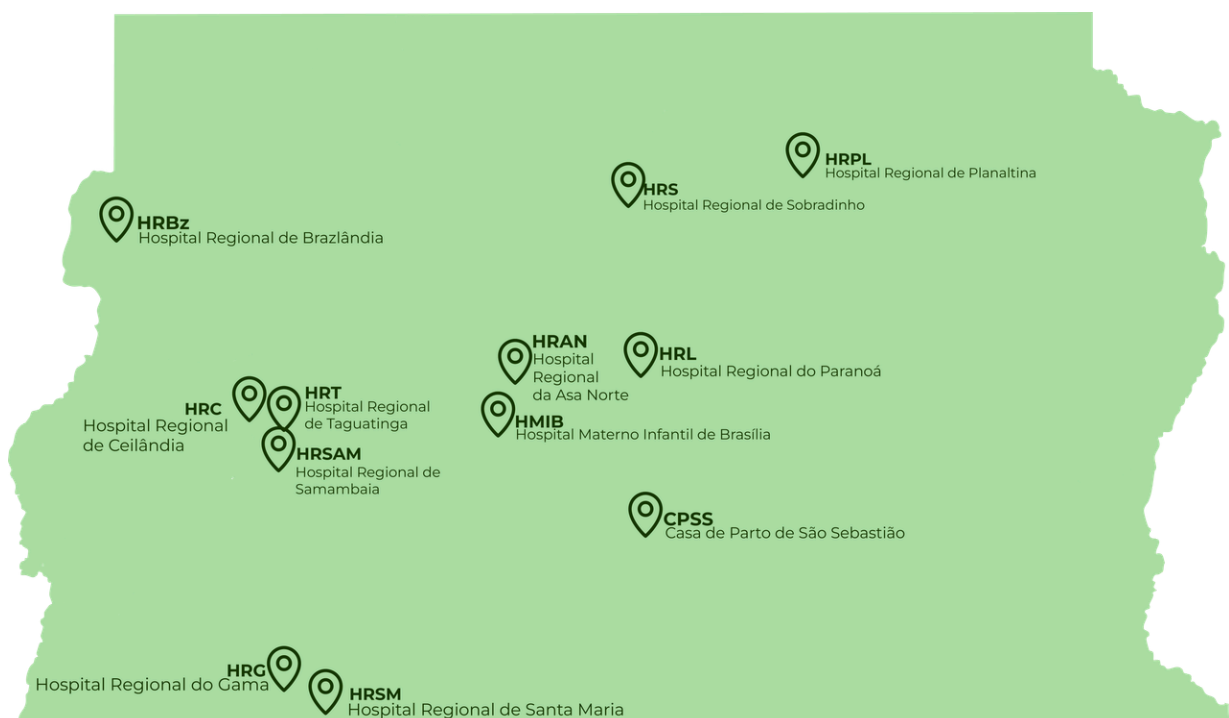 HRPL
Hospital Regional de Planaltina
HRS
Hospital Regional de Sobradinho
HRBz
Hospital Regional de Brazlândia
HRAN
Hospital
Regional
da Asa Norte
HRL
Hospital Regional do Paranoá
HRC
Hospital Regional
de Ceilândia
HRT
Hospital Regional
de Taguatinga
HMIB
Hospital Materno Infantil de Brasília
HRSAM
Hospital Regional de
Samambaia
CPSS
Casa de Parto de São Sebastião
HRG
Hospital Regional do Gama
HRSM
Hospital Regional de Santa Maria